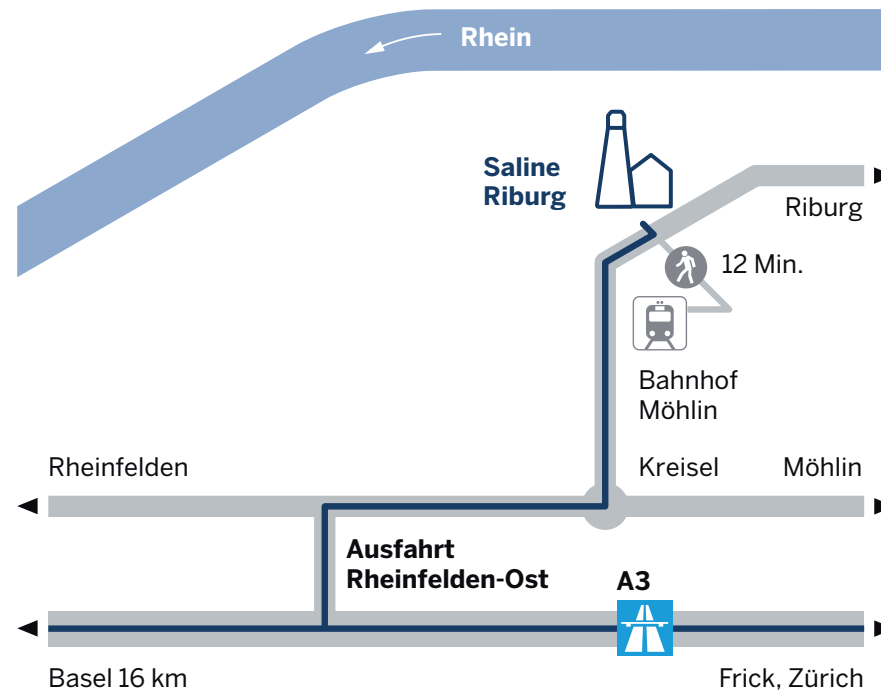 Rhein
Saline
Riburg
Riburg
12 Min.
Bahnhof
Möhlin
Rheinfelden
Kreisel
Möhlin
Ausfahrt
Rheinfelden-Ost
A3
Basel 16 km
Frick, Zürich